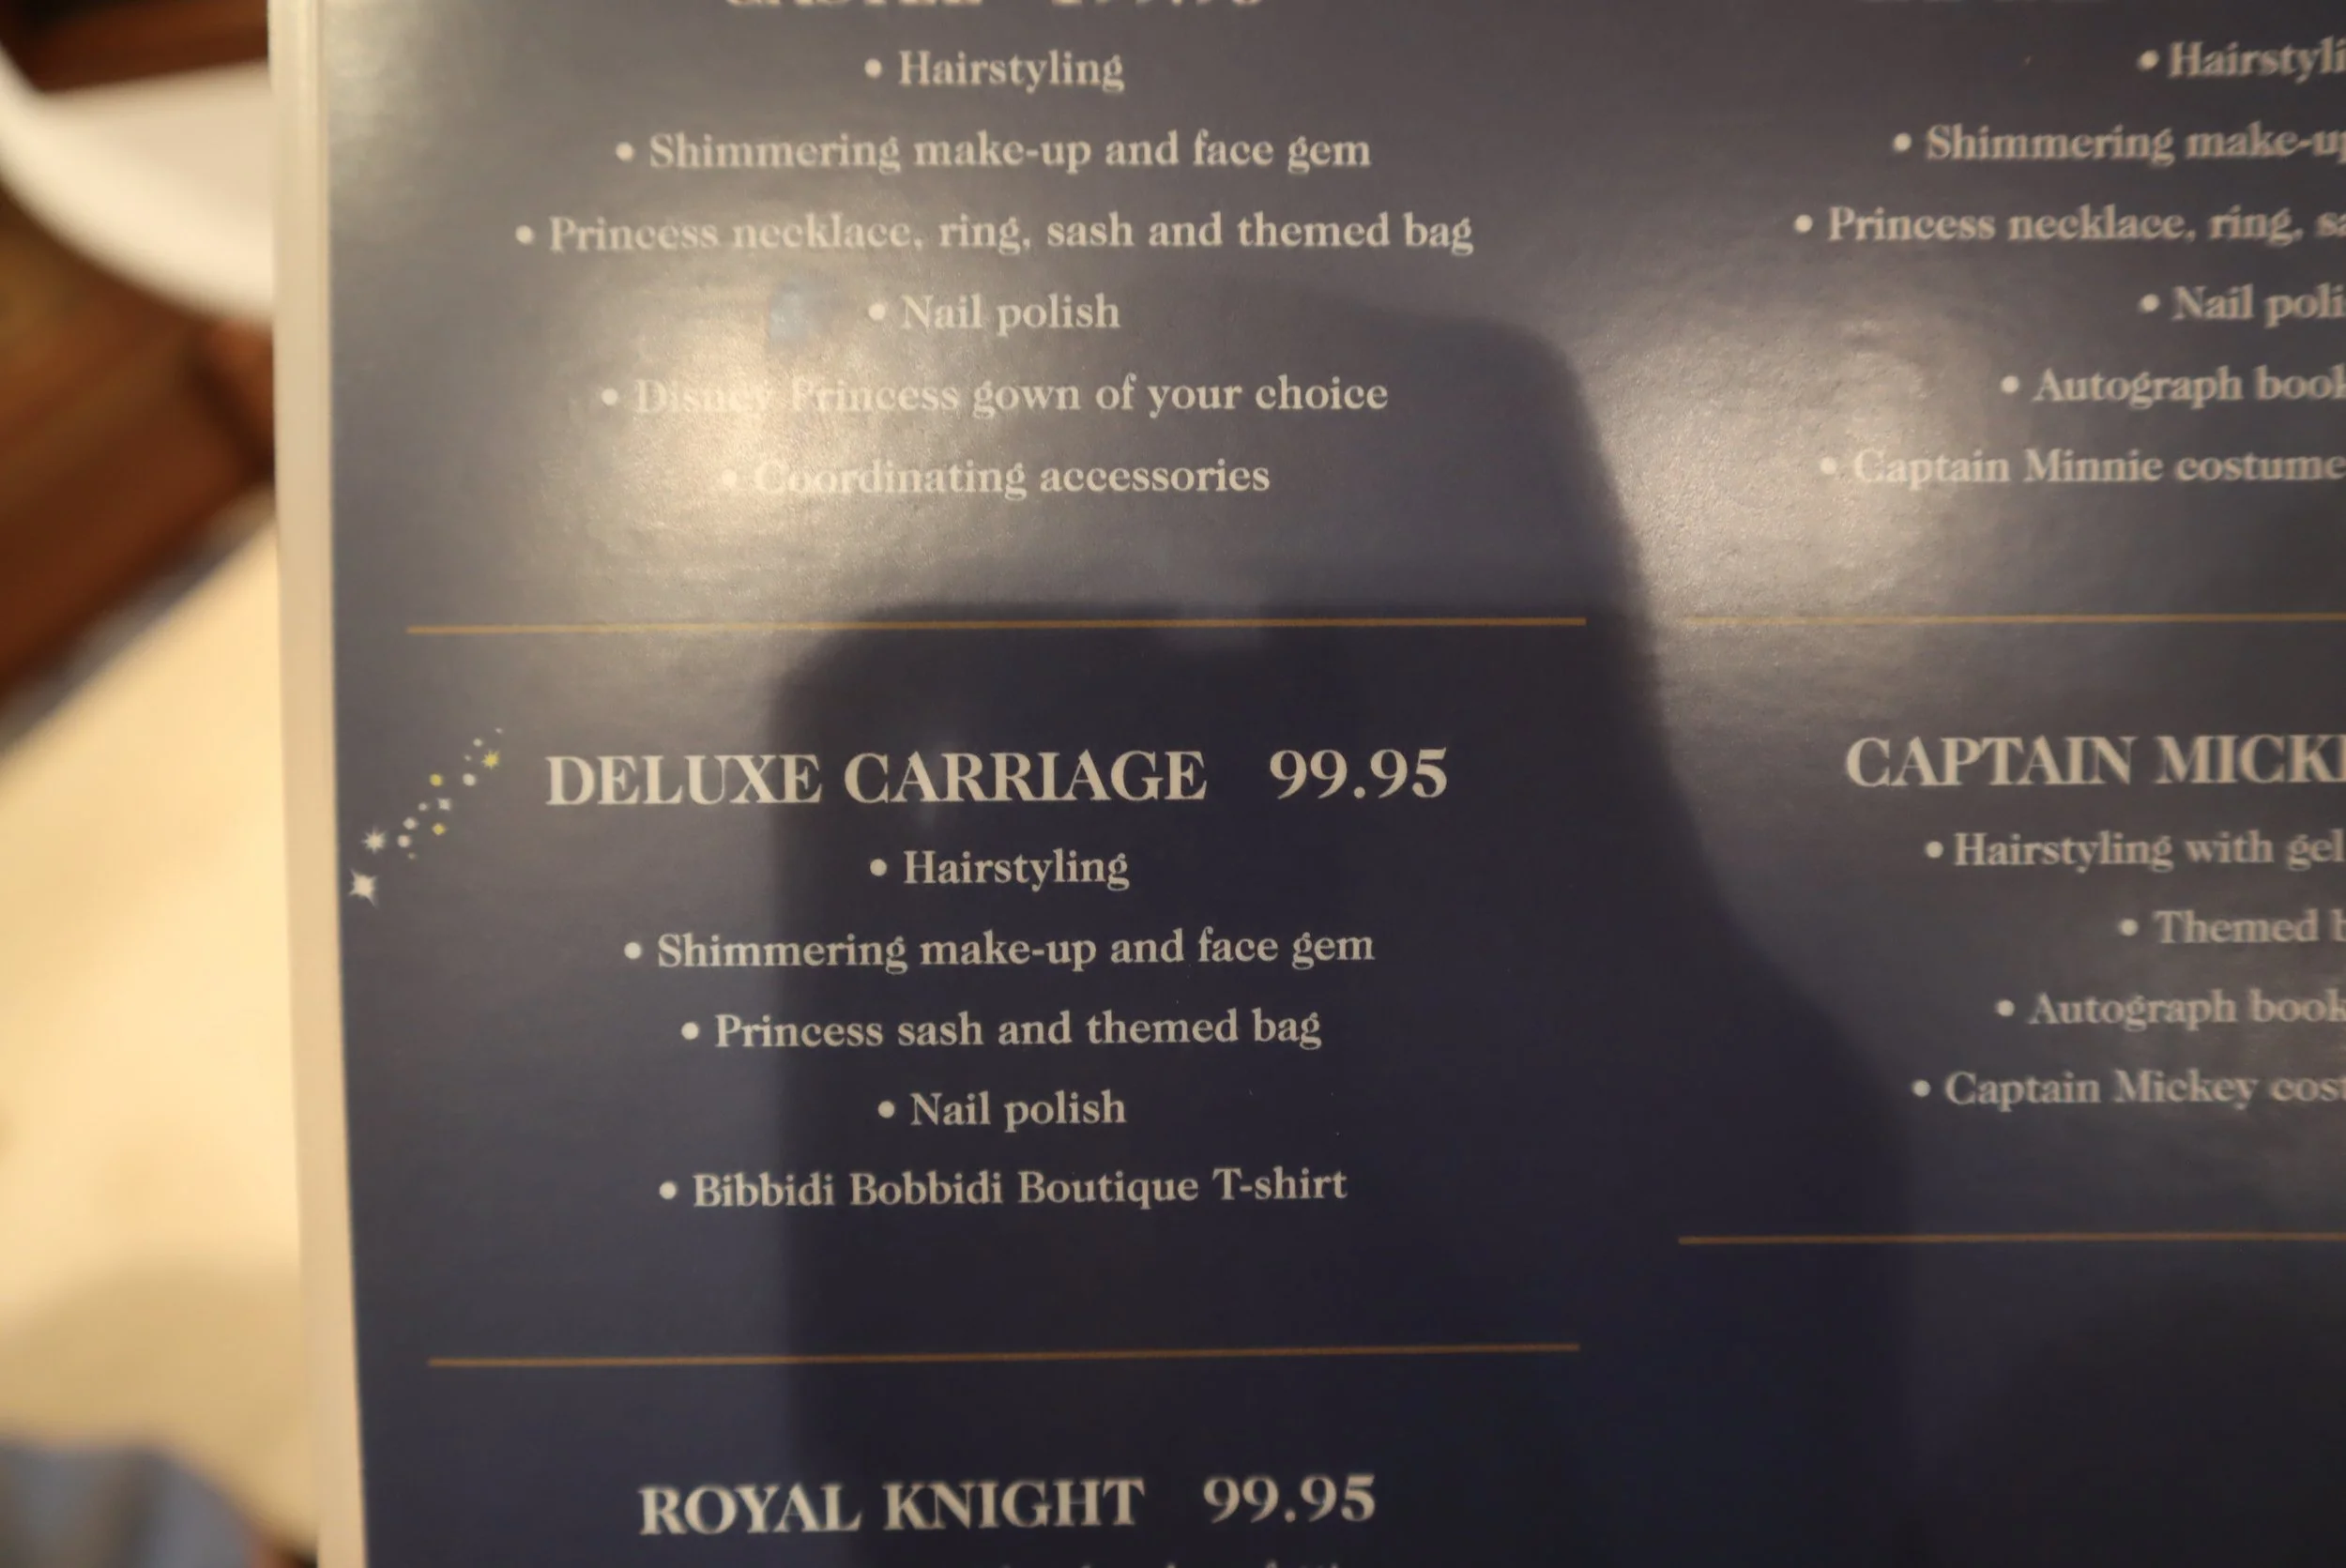 • Hairstyling
• Shimmering make-up and face gem
• Princess necklace, ring, sash and themed bag
• Nail polish
• Disney Princess gown of your choice
• Coordinating accessories
DELUXE CARRIAGE 99.95
• Hairstyling
• Shimmering make-up and face gem
• Princess sash and themed bag
• Nail polish
• Bibbidi Bobbidi Boutique T-shirt
ROYAL KNIGHT 99.95
• Shimmering
• Princess necklace, ring,
• Nail
• Autograph
• Captain Minnie costume
CAPTAIN
• Hairstyling with gel
• Themed
• Autograph book
• Captain Mickey